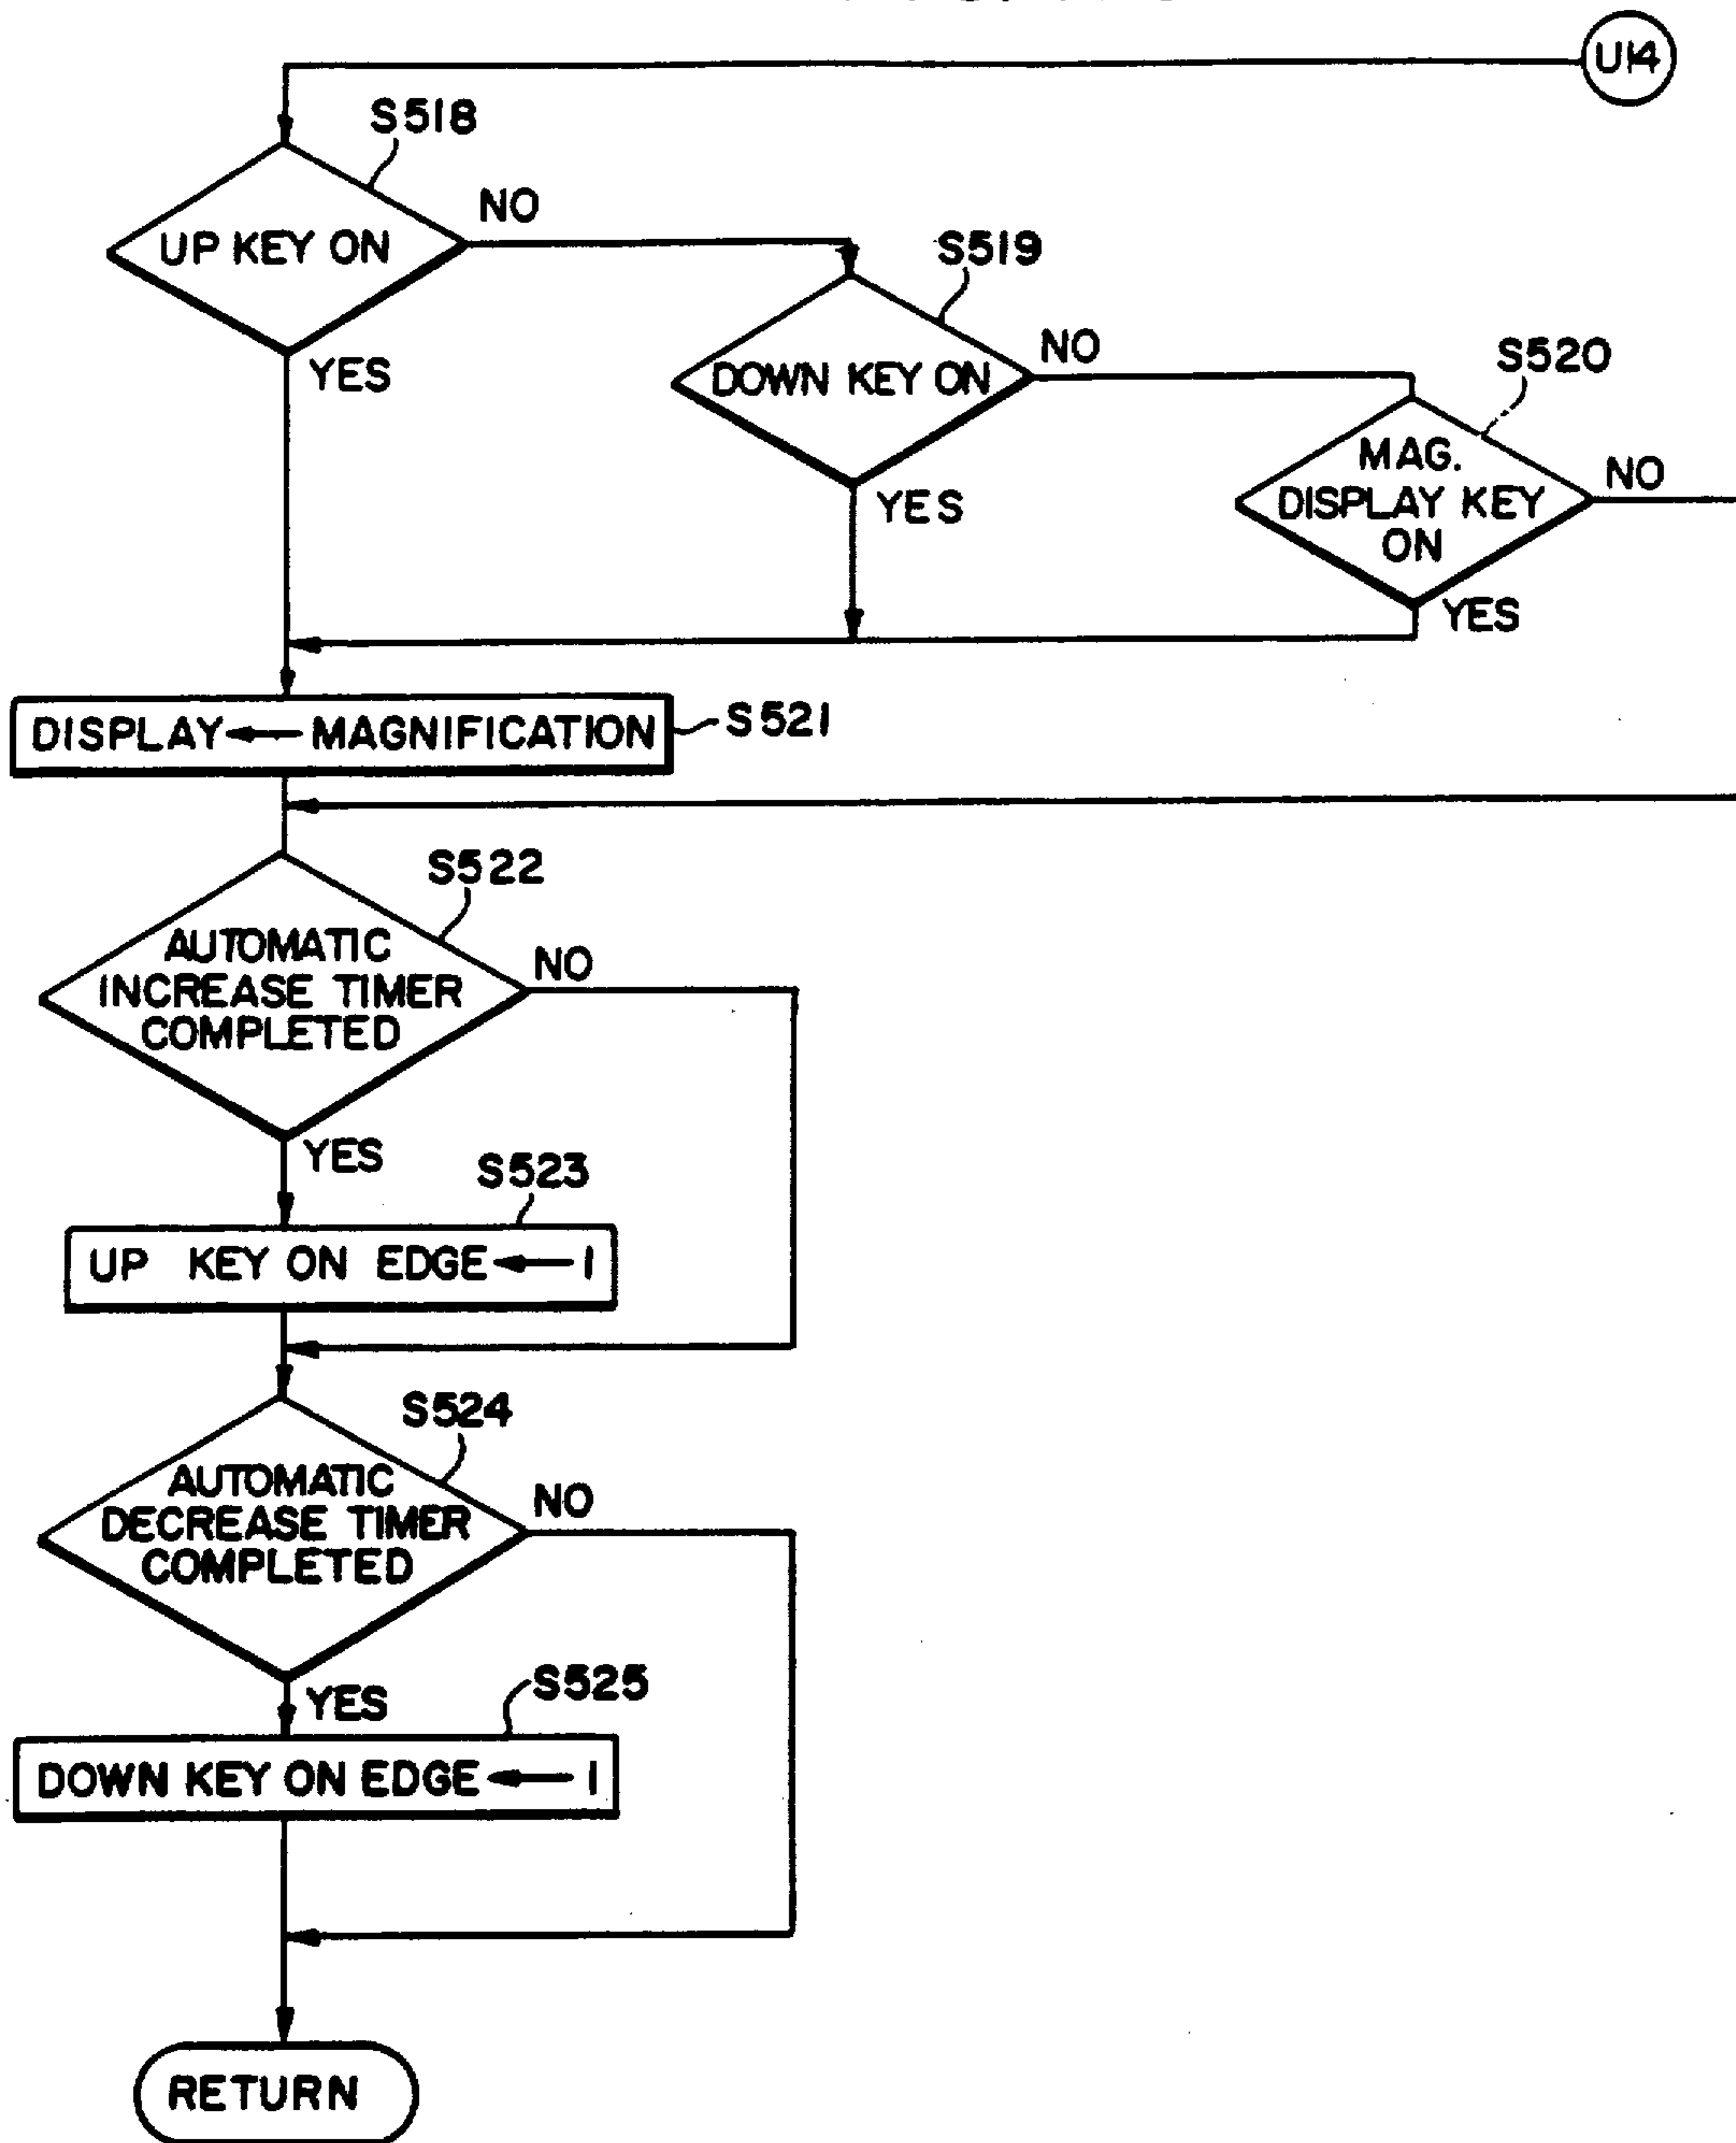 U14
S518
UP KEY ON
NO
YES
S519
DOWN KEY ON
NO
YES
S520
MAG.
DISPLAY KEY
ON
NO
YES
DISPLAY ← MAGNIFICATION
S521
S522
AUTOMATIC
INCREASE TIMER
COMPLETED
NO
YES
S523
UP KEY ON EDGE ← 1
S524
AUTOMATIC
DECREASE TIMER
COMPLETED
NO
YES
S525
DOWN KEY ON EDGE ← 1
RETURN